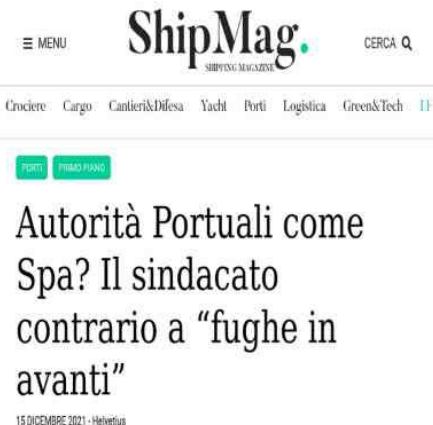 ≡ MENU
ShipMag.
SHIPPING MAGAZINE
CERCA
Crociere Cargo Cantieri&Difesa Yacht Porti Logistica Green&Tech
PORTI PRIMO PIANO
Autorità Portuali come
Spa? Il sindacato
contrario a “fughe in
avanti”
15 DICEMBRE 2021 - Helvetius